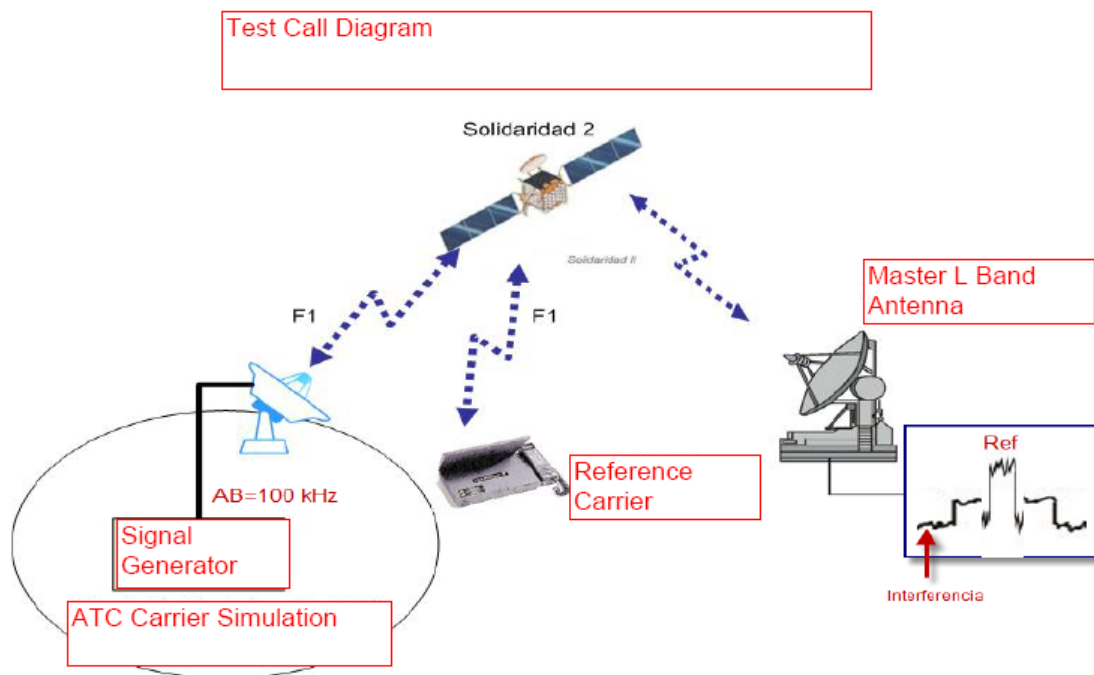 Test Call Diagram
Solidaridad 2
Solidaridad II
Master L Band
Antenna
F1
F1
Ref
Reference
Carrier
AB=100 kHz
Signal
Generator
Interferencia
ATC Carrier Simulation